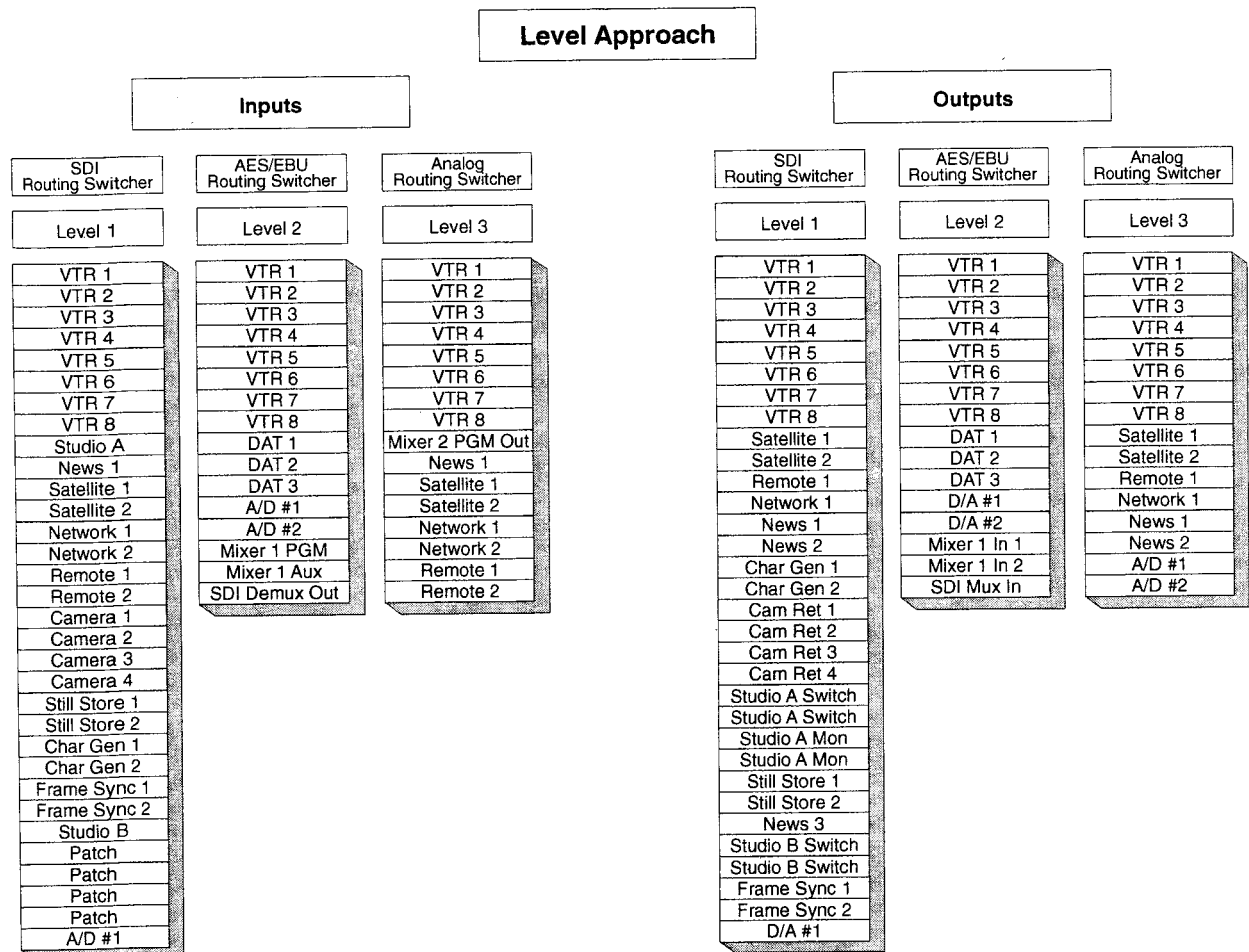 Level Approach
Inputs
SDI
Routing Switcher
Level 1
VTR 1
VTR 2
VTR 3
VTR 4
VTR 5
VTR 6
VTR 7
VTR 8
Studio A
News 1
Satellite 1
Satellite 2
Network 1
Network 2
Remote 1
Remote 2
Camera 1
Camera 2
Camera 3
Camera 4
Still Store 1
Still Store 2
Char Gen 1
Char Gen 2
Frame Sync 1
Frame Sync 2
Studio B
Patch
Patch
Patch
Patch
A/D #1
AES/EBU
Routing Switcher
Level 2
VTR 1
VTR 2
VTR 3
VTR 4
VTR 5
VTR 6
VTR 7
VTR 8
DAT 1
DAT 2
DAT 3
A/D #1
A/D #2
Mixer 1 PGM
Mixer 1 Aux
SDI Demux Out
Analog
Routing Switcher
Level 3
VTR 1
VTR 2
VTR 3
VTR 4
VTR 5
VTR 6
VTR 7
VTR 8
Mixer 2 PGM Out
News 1
Satellite 1
Satellite 2
Network 1
Network 2
Remote 1
Remote 2
Outputs
SDI
Routing Switcher
Level 1
VTR 1
VTR 2
VTR 3
VTR 4
VTR 5
VTR 6
VTR 7
VTR 8
Satellite 1
Satellite 2
Remote 1
Network 1
News 1
News 2
Char Gen 1
Char Gen 2
Cam Ret 1
Cam Ret 2
Cam Ret 3
Cam Ret 4
Studio A Switch
Studio A Switch
Studio A Mon
Studio A Mon
Still Store 1
Still Store 2
News 3
Studio B Switch
Studio B Switch
Frame Sync 1
Frame Sync 2
D/A #1
AES/EBU
Routing Switcher
Level 2
VTR 1
VTR 2
VTR 3
VTR 4
VTR 5
VTR 6
VTR 7
VTR 8
DAT 1
DAT 2
DAT 3
D/A #1
D/A #2
Mixer 1 In 1
Mixer 1 In 2
SDI Mux In
Analog
Routing Switcher
Level 3
VTR 1
VTR 2
VTR 3
VTR 4
VTR 5
VTR 6
VTR 7
VTR 8
Satellite 1
Satellite 2
Remote 1
Network 1
News 1
News 2
A/D #1
A/D #2